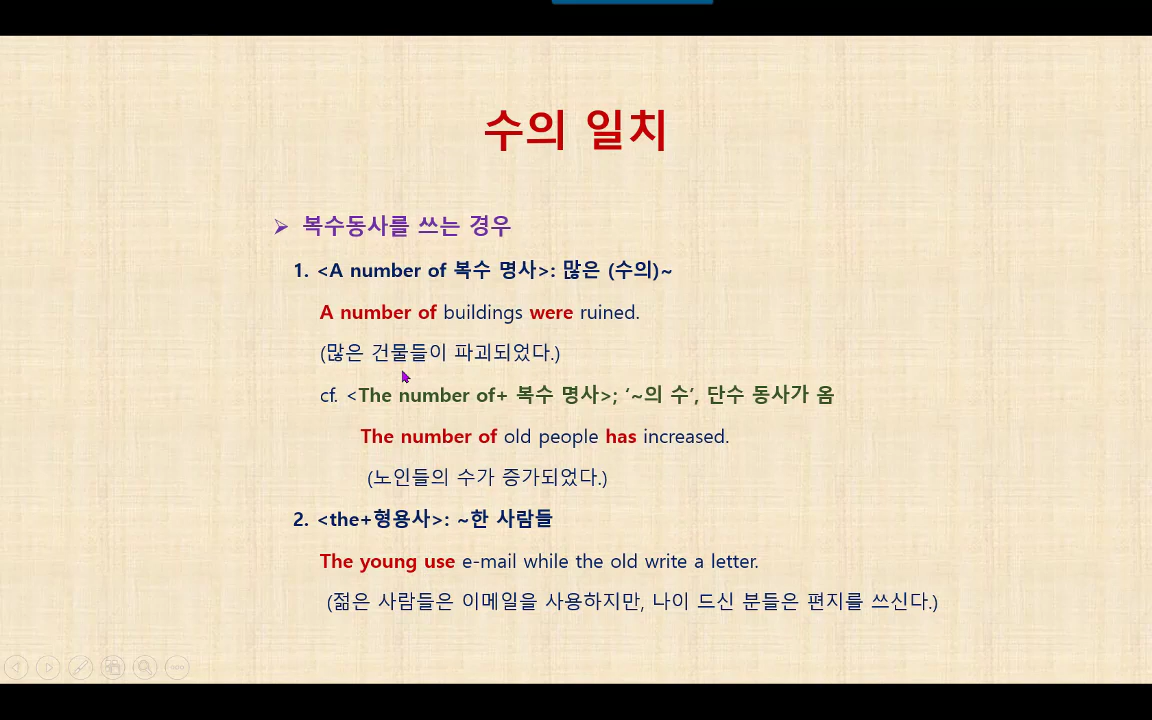 수의 일치
➢ 복수동사를 쓰는 경우
1. <A number of 복수 명사>: 많은 (수의)~
A number of buildings were ruined.
(많은 건물들이 파괴되었다.)
cf. <The number of+ 복수 명사>; ‘~의 수’, 단수 동사가 옴
The number of old people has increased.
(노인들의 수가 증가되었다.)
2. <the+형용사>: ~한 사람들
The young use e-mail while the old write a letter.
(젊은 사람들은 이메일을 사용하지만, 나이 드신 분들은 편지를 쓰신다.)